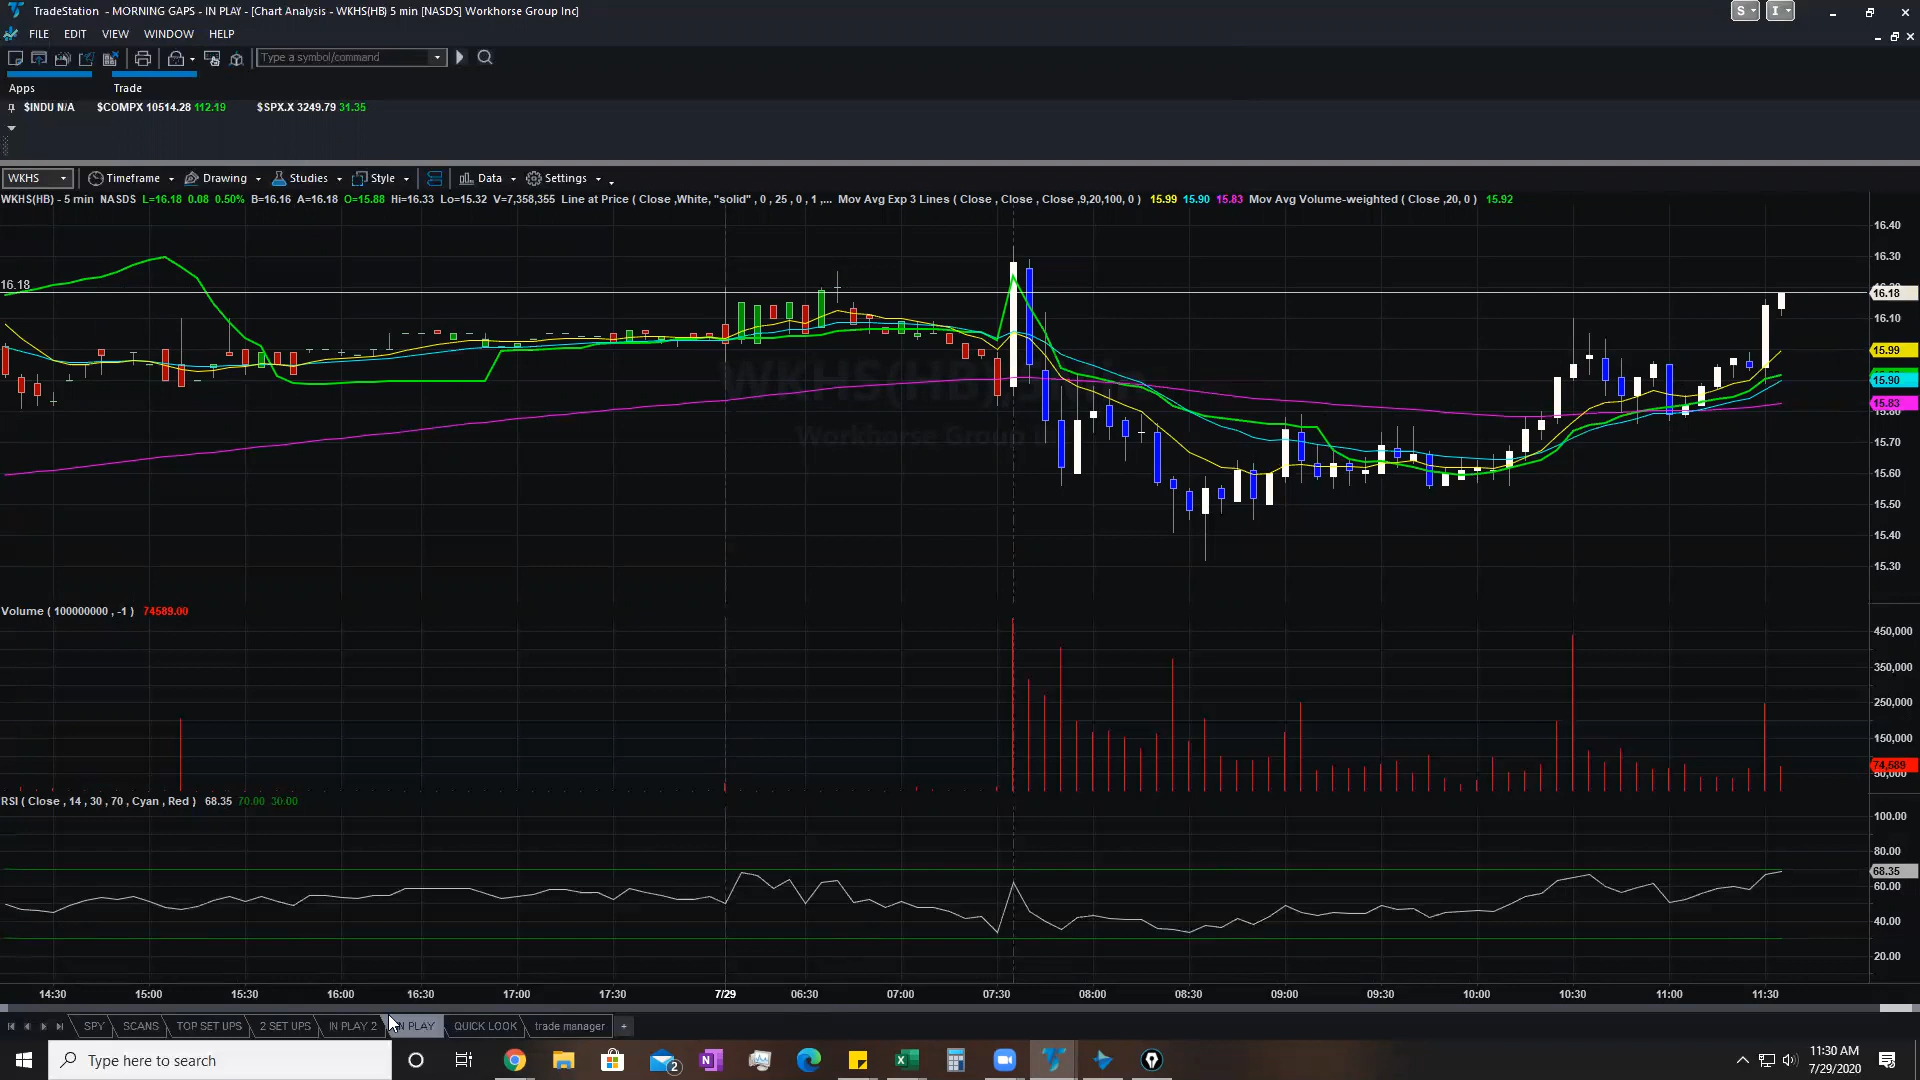 TradeStation - MORNING GAPS - IN PLAY - [Chart Analysis - WKHS(HB) 5 min [NASDS] Workhorse Group Inc]
S I
FILE EDIT VIEW WINDOW HELP
Type a symbol/command
Apps Trade
$INDU N/A $COMPX 10514.28 112.19 $SPX.X 3249.79 31.35
WKHS Timeframe Drawing Studies Style Data Settings
WKHS(HB) - 5 min NASDS L=16.18 0.08 0.50% B=16.16 A=16.18 O=15.88 Hi=16.33 Lo=15.32 V=7,358,355 Line at Price ( Close ,White, "solid" , 0 , 25 , 0 , 1 ,... Mov Avg Exp 3 Lines ( Close , Close , Close ,9,20,100, 0 ) 15.99 15.90 15.83 Mov Avg Volume-weighted ( Close ,20, 0 ) 15.92
16.40
16.30
16.18
16.18
16.10
15.99
15.90
15.83
15.80
15.70
15.60
15.50
15.40
15.30
WKHS(HB)
Workhorse Group
Volume ( 100000000 , -1 ) 74589.00
450,000
350,000
250,000
150,000
74,589
50,000
RSI ( Close , 14 , 30 , 70 , Cyan , Red ) 68.35 70.00 30.00
100.00
80.00
68.35
60.00
40.00
20.00
14:30 15:00 15:30 16:00 16:30 17:00 17:30 7/29 06:30 07:00 07:30 08:00 08:30 09:00 09:30 10:00 10:30 11:00 11:30
SPY SCANS TOP SET UPS 2 SET UPS IN PLAY 2 IN PLAY QUICK LOOK trade manager +
Type here to search
2
11:30 AM
7/29/2020